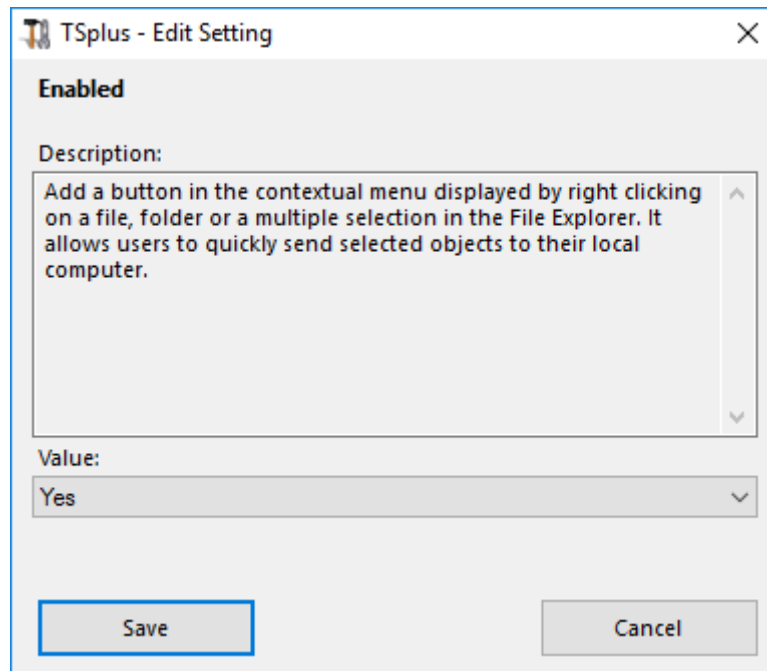 TSplus - Edit Setting
Enabled
Description:
Add a button in the contextual menu displayed by right clicking
on a file, folder or a multiple selection in the File Explorer. It
allows users to quickly send selected objects to their local
computer.
Value:
Yes
Save
Cancel